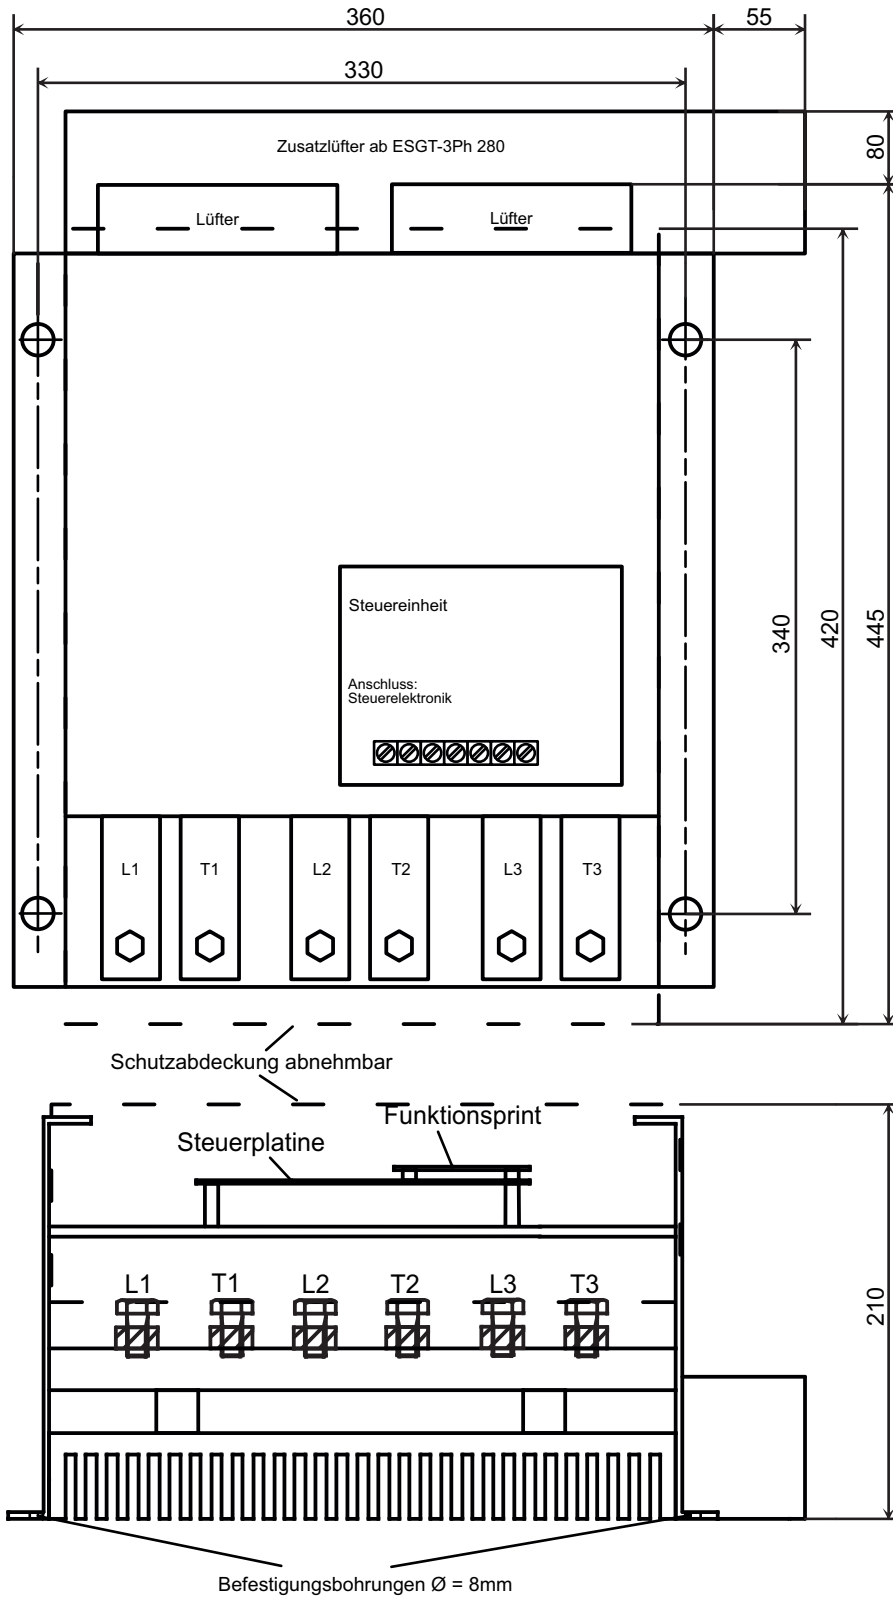 360
55
330
Zusatzlüfter ab ESGT-3Ph 280
80
Lüfter
Lüfter
Steuereinheit
340
420
445
Anschluss:
Steuerelektronik
L1
T1
L2
T2
L3
T3
Schutzabdeckung abnehmbar
Funktionsprint
Steuerplatine
L1
T1
L2
T2
L3
T3
210
Befestigungsbohrungen Ø = 8mm